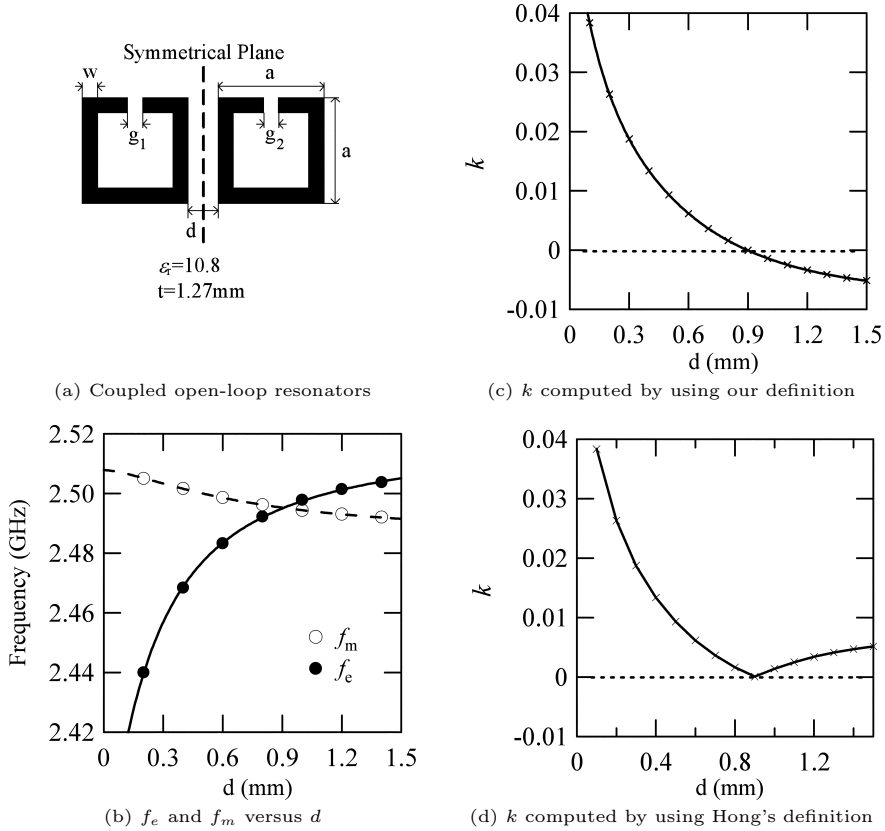 Symmetrical Plane
w
a
g1
g2
a
d
εr=10.8
t=1.27mm
(a) Coupled open-loop resonators
0.04
0.03
0.02
0.01
0
-0.01
k
0
0.3
0.6
0.9
1.2
1.5
d (mm)
(c) k computed by using our definition
2.52
2.50
2.48
2.46
2.44
2.42
Frequency (GHz)
fm
fe
0
0.3
0.6
0.9
1.2
1.5
d (mm)
(b) fe and fm versus d
0.04
0.03
0.02
0.01
0
-0.01
k
0
0.4
0.8
1.2
d (mm)
(d) k computed by using Hong's definition